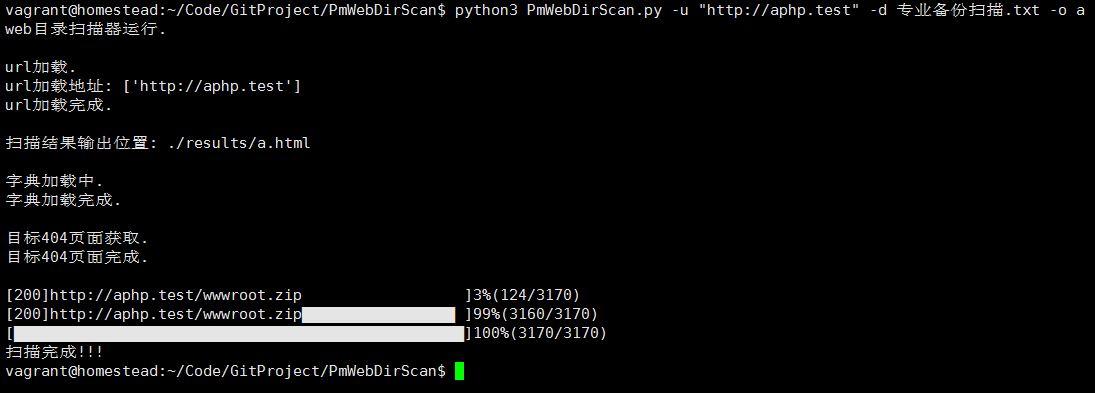 vagrant@homestead:~/Code/GitProject/PmWebDirScan$ python3 PmWebDirScan.py -u "http://aphp.test" -d 专业备份扫描.txt -o a
web目录扫描器运行.
url加载.
url加载地址: ['http://aphp.test']
url加载完成.
扫描结果输出位置: ./results/a.html
字典加载中.
字典加载完成.
目标404页面获取.
目标404页面完成.
[200]http://aphp.test/wwwroot.zip ]3%(124/3170)
[200]http://aphp.test/wwwroot.zip ]99%(3160/3170)
[ ]100%(3170/3170)
扫描完成!!!
vagrant@homestead:~/Code/GitProject/PmWebDirScan$